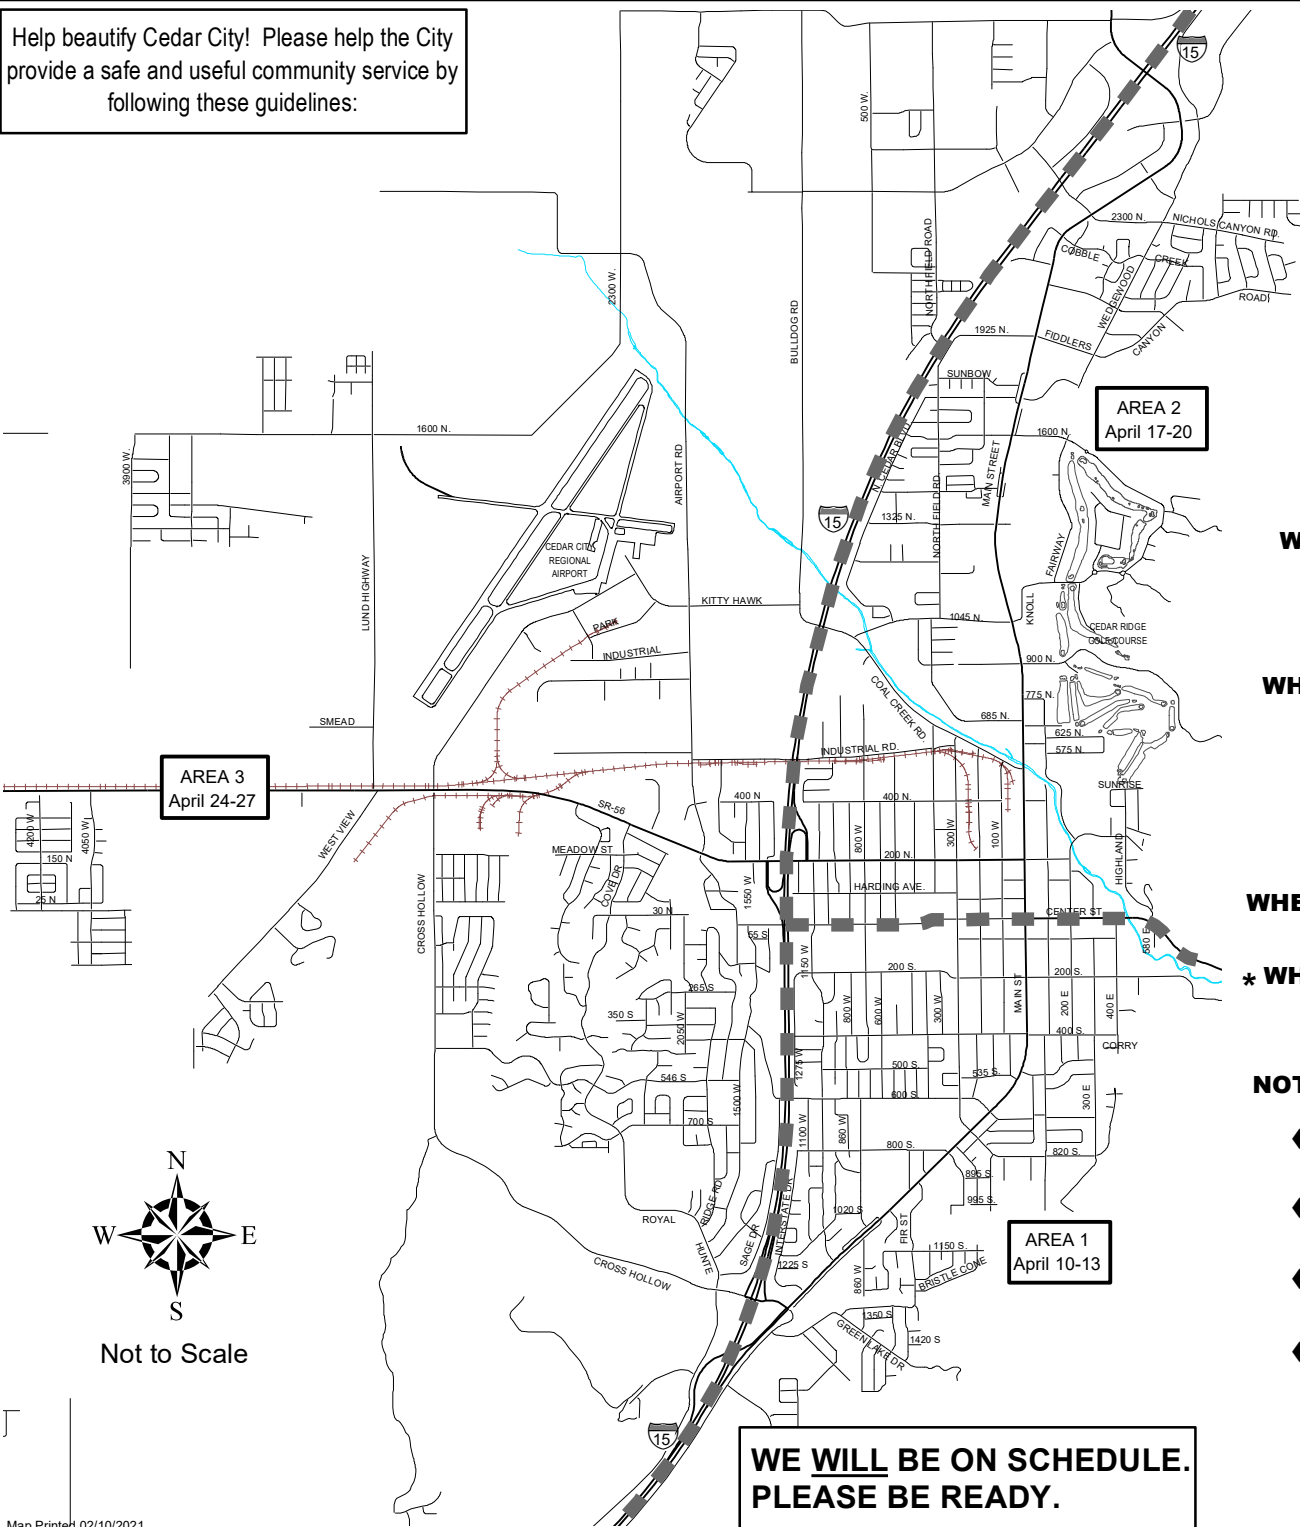 Help beautify Cedar City!  Please help the City
provide a safe and useful community service by
following these guidelines:
15
500 W.
2300 N.
NICHOLS CANYON RD.
NORTHFIELD ROAD
COBBLE
CREEK
2300 W.
WEDGEWOOD
ROAD
BULLDOG RD
1925 N.
FIDDLERS
CANYON
SUNBOW
AREA 2
April 17-20
1600 N.
1600 N.
N. CEDAR BLVD
MAIN STREET
3900 W.
AIRPORT RD
15
1325 N.
NORTH FIELD RD.
FAIRWAY
W
CEDAR CITY
REGIONAL
AIRPORT
LUND HIGHWAY
KITTY HAWK
KNOLL
1045 N.
PARK
CEDAR RIDGE
GOLF COURSE
INDUSTRIAL
900 N.
COAL CREEK RD.
WH
775 N.
SMEAD
685 N.
625 N.
575 N.
INDUSTRIAL RD.
AREA 3
April 24-27
SUNRISE
400 N
400 N.
SR-56
4200 W
4050 W
WEST VIEW
800 W
300 W
100 W
150 N
MEADOW ST
200 N.
HIGHLAND
COVE DR
1550 W
HARDING AVE.
25 N
CROSS HOLLOW
30 N
CENTER ST
WHE
55 S
580 E
1150 W
200 S.
200 S.
* WH
265 S
MAIN ST
350 S
2050 W
800 W
600 W
300 W
200 E
400 E
400 S.
CORRY
1275 W
500 S.
535 S.
546 S
NOT
1500 W
600 S.
300 E
700 S
1100 W
860 W
800 S.
820 S.
895 S
RIDGE RD
995 S
N
W
E
S
Not to Scale
ROYAL
HUNTE
SAGE DR
INTERSTATE DR
1020 S
FIR ST
AREA 1
April 10-13
1150 S.
CROSS HOLLOW
1225 S
860 W
BRISTLE CONE
1350 S
GREENLAKE DR
1420 S
15
WE WILL BE ON SCHEDULE.
PLEASE BE READY.
Map Printed 02/10/2021